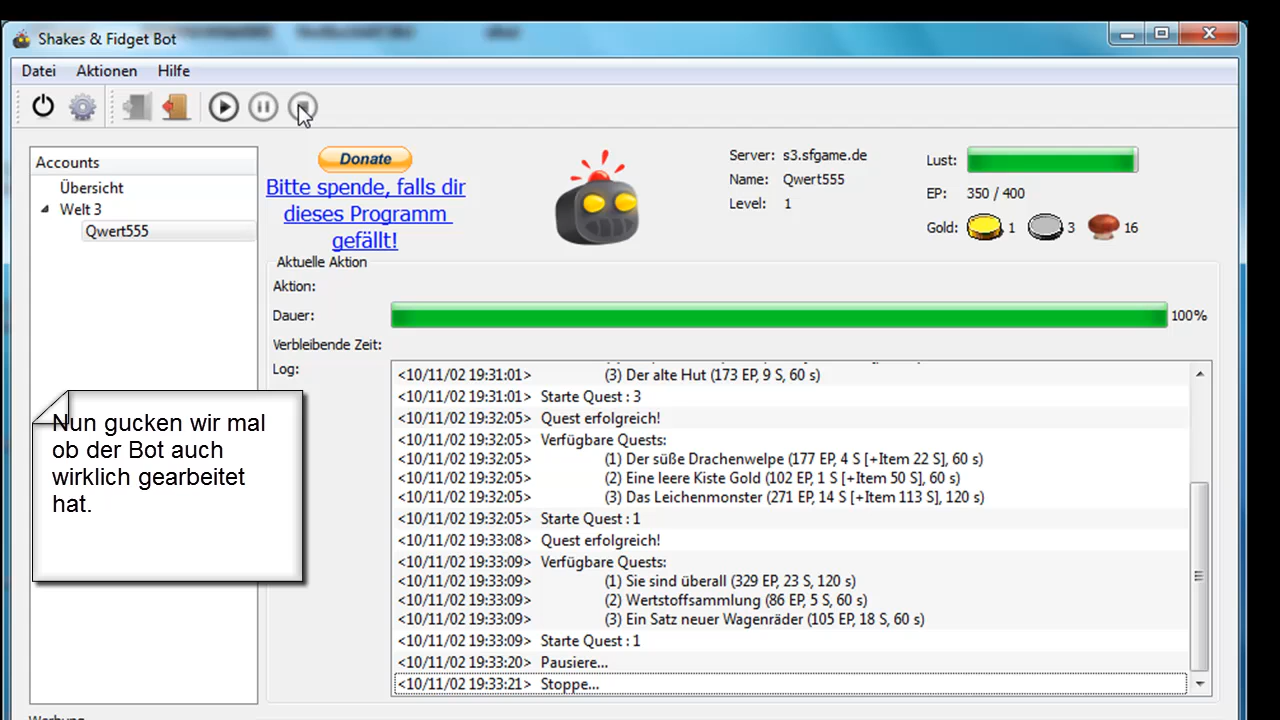 Shakes & Fidget Bot
Datei Aktionen Hilfe
Accounts
Übersicht
Welt 3
Qwert555
Donate
Bitte spende, falls dir
dieses Programm
gefällt!
Server: s3.sfgame.de
Name: Qwert555
Level: 1
Lust:
EP: 350 / 400
Gold: 1 3 16
Aktuelle Aktion
Aktion:
Dauer: 100%
Verbleibende Zeit:
Log:
<10/11/02 19:31:01> (3) Der alte Hut (173 EP, 9 S, 60 s)
<10/11/02 19:31:01> Starte Quest : 3
<10/11/02 19:32:05> Quest erfolgreich!
<10/11/02 19:32:05> Verfügbare Quests:
<10/11/02 19:32:05> (1) Der süße Drachenwelpe (177 EP, 4 S [+Item 22 S], 60 s)
<10/11/02 19:32:05> (2) Eine leere Kiste Gold (102 EP, 1 S [+Item 50 S], 60 s)
<10/11/02 19:32:05> (3) Das Leichenmonster (271 EP, 14 S [+Item 113 S], 120 s)
<10/11/02 19:32:05> Starte Quest : 1
<10/11/02 19:33:08> Quest erfolgreich!
<10/11/02 19:33:09> Verfügbare Quests:
<10/11/02 19:33:09> (1) Sie sind überall (329 EP, 23 S, 120 s)
<10/11/02 19:33:09> (2) Wertstoffsammlung (86 EP, 5 S, 60 s)
<10/11/02 19:33:09> (3) Ein Satz neuer Wagenräder (105 EP, 18 S, 60 s)
<10/11/02 19:33:09> Starte Quest : 1
<10/11/02 19:33:20> Pausiere...
<10/11/02 19:33:21> Stoppe...
Nun gucken wir mal
ob der Bot auch
wirklich gearbeitet
hat.